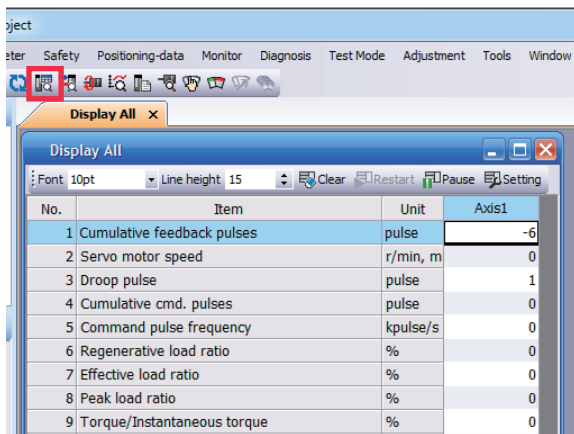 oject
eter Safety Positioning-data Monitor Diagnosis Test Mode Adjustment Tools Window
Display All ×
Display All
Font 10pt Line height 15 Clear Restart Pause Setting
No. Item Unit Axis1
1 Cumulative feedback pulses pulse -6
2 Servo motor speed r/min, m 0
3 Droop pulse pulse 1
4 Cumulative cmd. pulses pulse 0
5 Command pulse frequency kpulse/s 0
6 Regenerative load ratio % 0
7 Effective load ratio % 0
8 Peak load ratio % 0
9 Torque/Instantaneous torque % 0